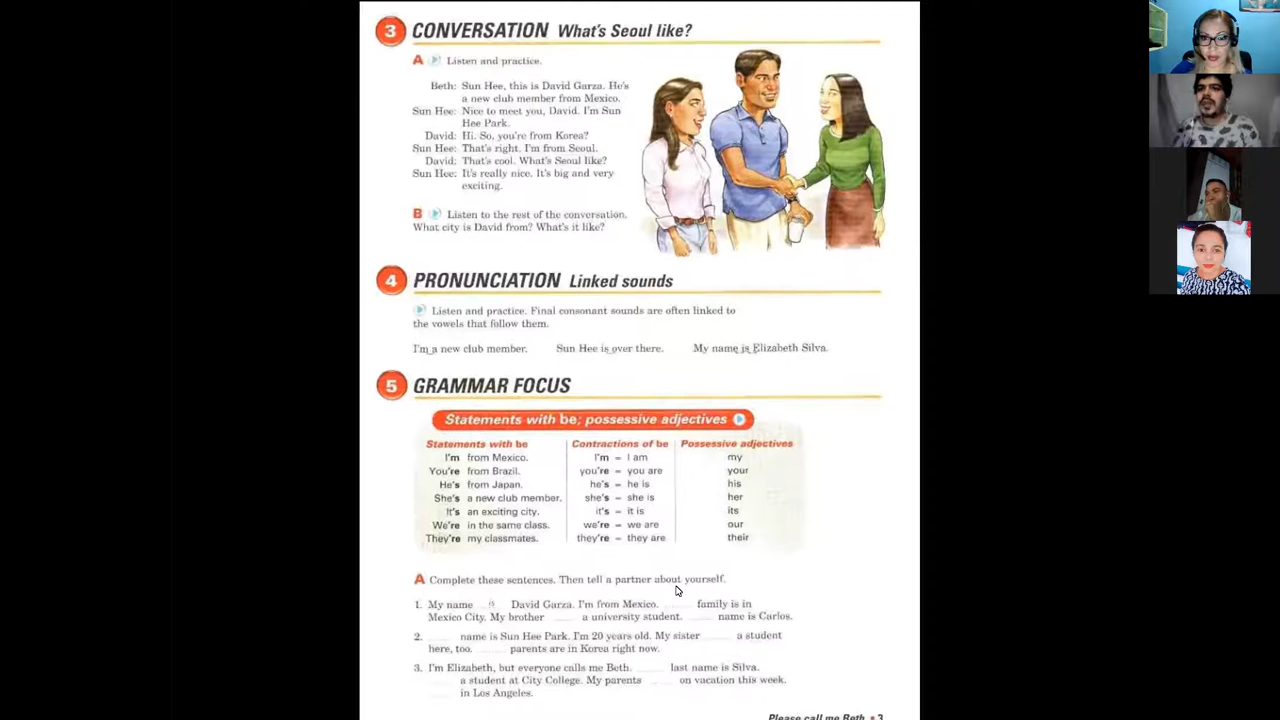 3 CONVERSATION What's Seoul like?
A Listen and practice.
Beth: Sun Hee, this is David Garza. He's
a new club member from Mexico.
Sun Hee: Nice to meet you, David. I'm Sun
Hee Park.
David: Hi. So, you're from Korea?
Sun Hee: That's right. I'm from Seoul.
David: That's cool. What's Seoul like?
Sun Hee: It's really nice. It's big and very
exciting.
B Listen to the rest of the conversation.
What city is David from? What's it like?
4 PRONUNCIATION Linked sounds
Listen and practice. Final consonant sounds are often linked to
the vowels that follow them.
I'm a new club member. Sun Hee is over there. My name is Elizabeth Silva.
5 GRAMMAR FOCUS
Statements with be; possessive adjectives
Statements with be Contractions of be Possessive adjectives
I'm from Mexico. I'm = I am my
You're from Brazil. you're = you are your
He's from Japan. he's = he is his
She's a new club member. she's = she is her
It's an exciting city. it's = it is its
We're in the same class. we're = we are our
They're my classmates. they're = they are their
A Complete these sentences. Then tell a partner about yourself.
1. My name is David Garza. I'm from Mexico. family is in
Mexico City. My brother a university student. name is Carlos.
2. name is Sun Hee Park. I'm 20 years old. My sister a student
here, too. parents are in Korea right now.
3. I'm Elizabeth, but everyone calls me Beth. last name is Silva.
a student at City College. My parents on vacation this week.
in Los Angeles.
Please call me Beth • 3